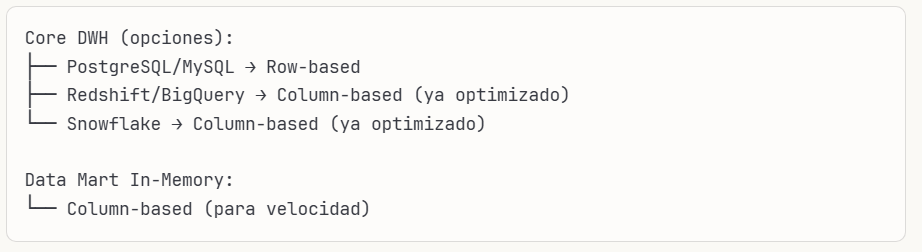 Core DWH (opciones):
├── PostgreSQL/MySQL → Row-based
├── Redshift/BigQuery → Column-based (ya optimizado)
└── Snowflake → Column-based (ya optimizado)

Data Mart In-Memory:
└── Column-based (para velocidad)